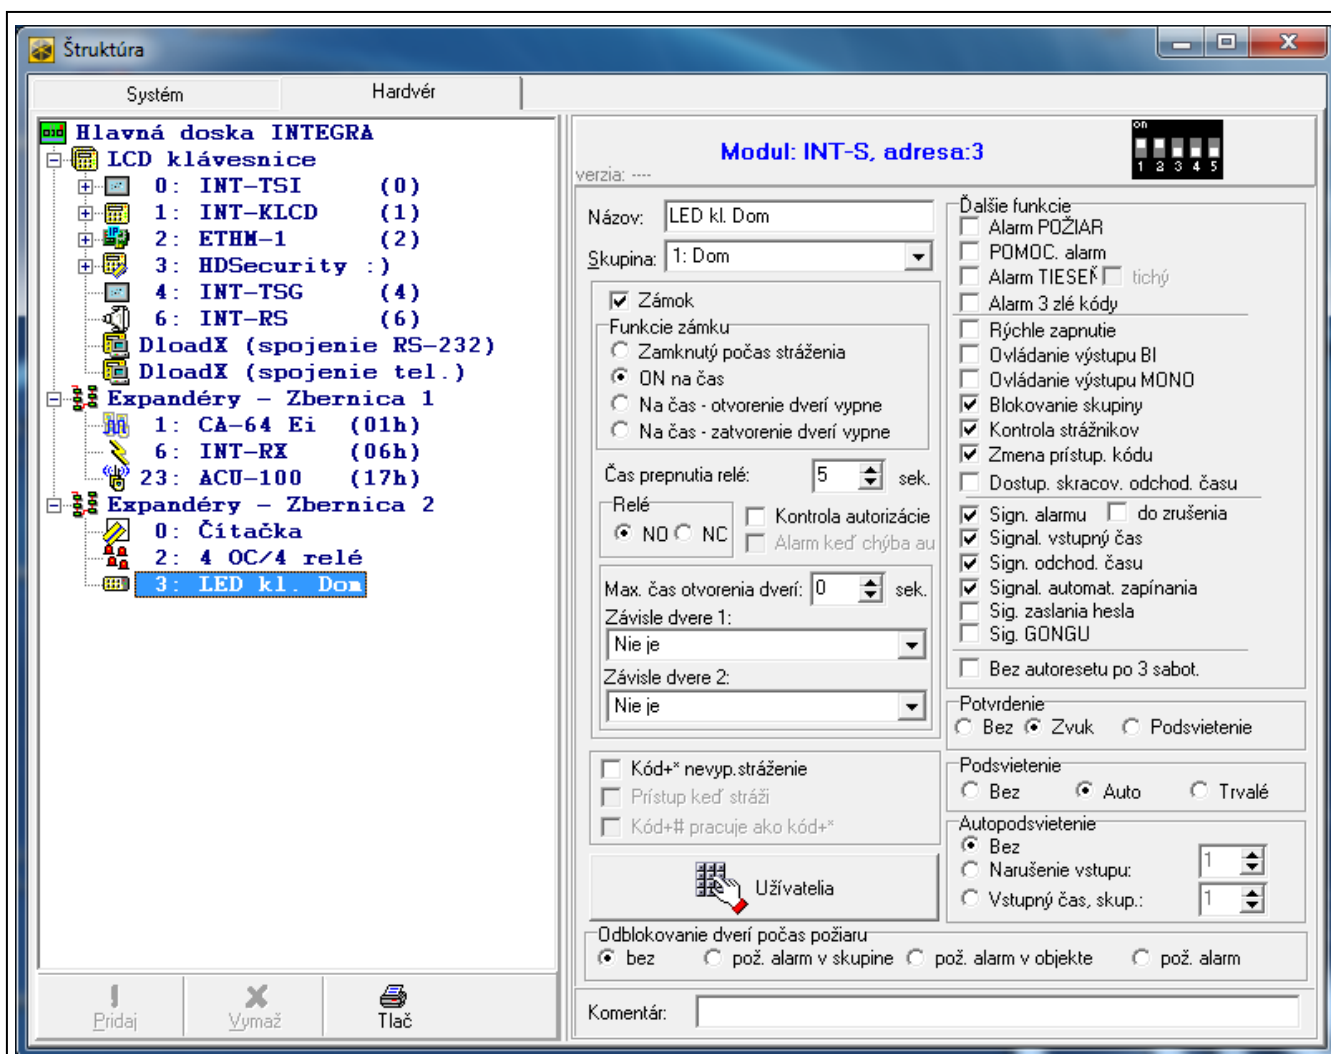 Štruktúra
Systém
Hardvér
Hlavná doska INTEGRA
LCD klávesnice
0: INT-TSI (0)
1: INT-KLCD (1)
2: ETHM-1 (2)
3: HDSecurity :)
4: INT-TSG (4)
6: INT-RS (6)
DloadX (spojenie RS-232)
DloadX (spojenie tel.)
Expandéry - Zbernica 1
1: CA-64 Ei (01h)
6: INT-RX (06h)
23: ACU-100 (17h)
Expandéry - Zbernica 2
0: Čítačka
2: 4 OC/4 relé
3: LED kl. Dom
Pridaj
Vymaž
Tlač
Modul: INT-S, adresa:3
verzia: ----
on
1 2 3 4 5
Názov: LED kl. Dom
Skupina: 1: Dom
Zámok
Funkcie zámku
Zamknutý počas stráženia
ON na čas
Na čas - otvorenie dverí vypne
Na čas - zatvorenie dverí vypne
Čas prepnutia relé: 5 sek.
Relé
NO NC
Kontrola autorizácie
Alarm keď chýba au
Max. čas otvorenia dverí: 0 sek.
Závisle dvere 1:
Nie je
Závisle dvere 2:
Nie je
Kód+* nevyp.stráženie
Prístup keď stráži
Kód+# pracuje ako kód+*
Užívatelia
Ďalšie funkcie
Alarm POŽIAR
POMOC. alarm
Alarm TIESEŇ tichý
Alarm 3 zlé kódy
Rýchle zapnutie
Ovládanie výstupu BI
Ovládanie výstupu MONO
Blokovanie skupiny
Kontrola strážnikov
Zmena prístup. kódu
Dostup. skracov. odchod. času
Sign. alarmu do zrušenia
Signal. vstupný čas
Sign. odchod. času
Signal. automat. zapínania
Sig. zaslania hesla
Sig. GONGU
Bez autoresetu po 3 sabot.
Potvrdenie
Bez Zvuk Podsvietenie
Podsvietenie
Bez Auto Trvalé
Autopodsvietenie
Bez
Narušenie vstupu: 1
Vstupný čas, skup.: 1
Odblokovanie dverí počas požiaru
bez pož. alarm v skupine pož. alarm v objekte pož. alarm
Komentár: